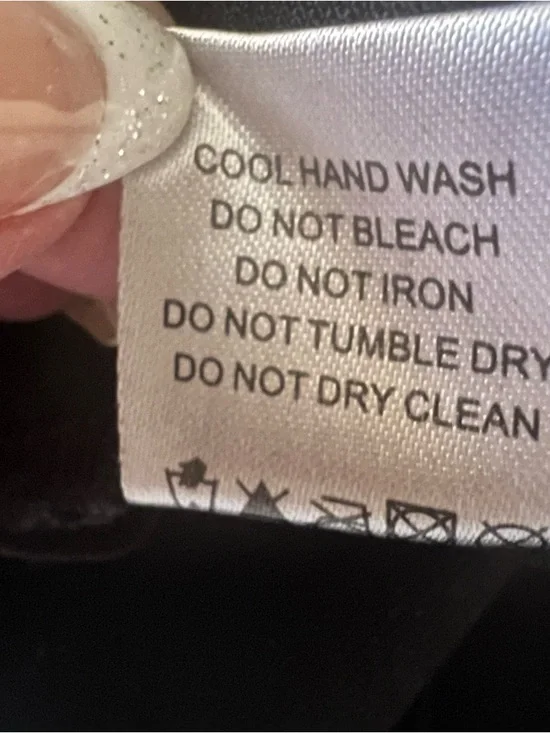 COOL HAND WASH
DO NOT BLEACH
DO NOT IRON
DO NOT TUMBLE DRY
DO NOT DRY CLEAN